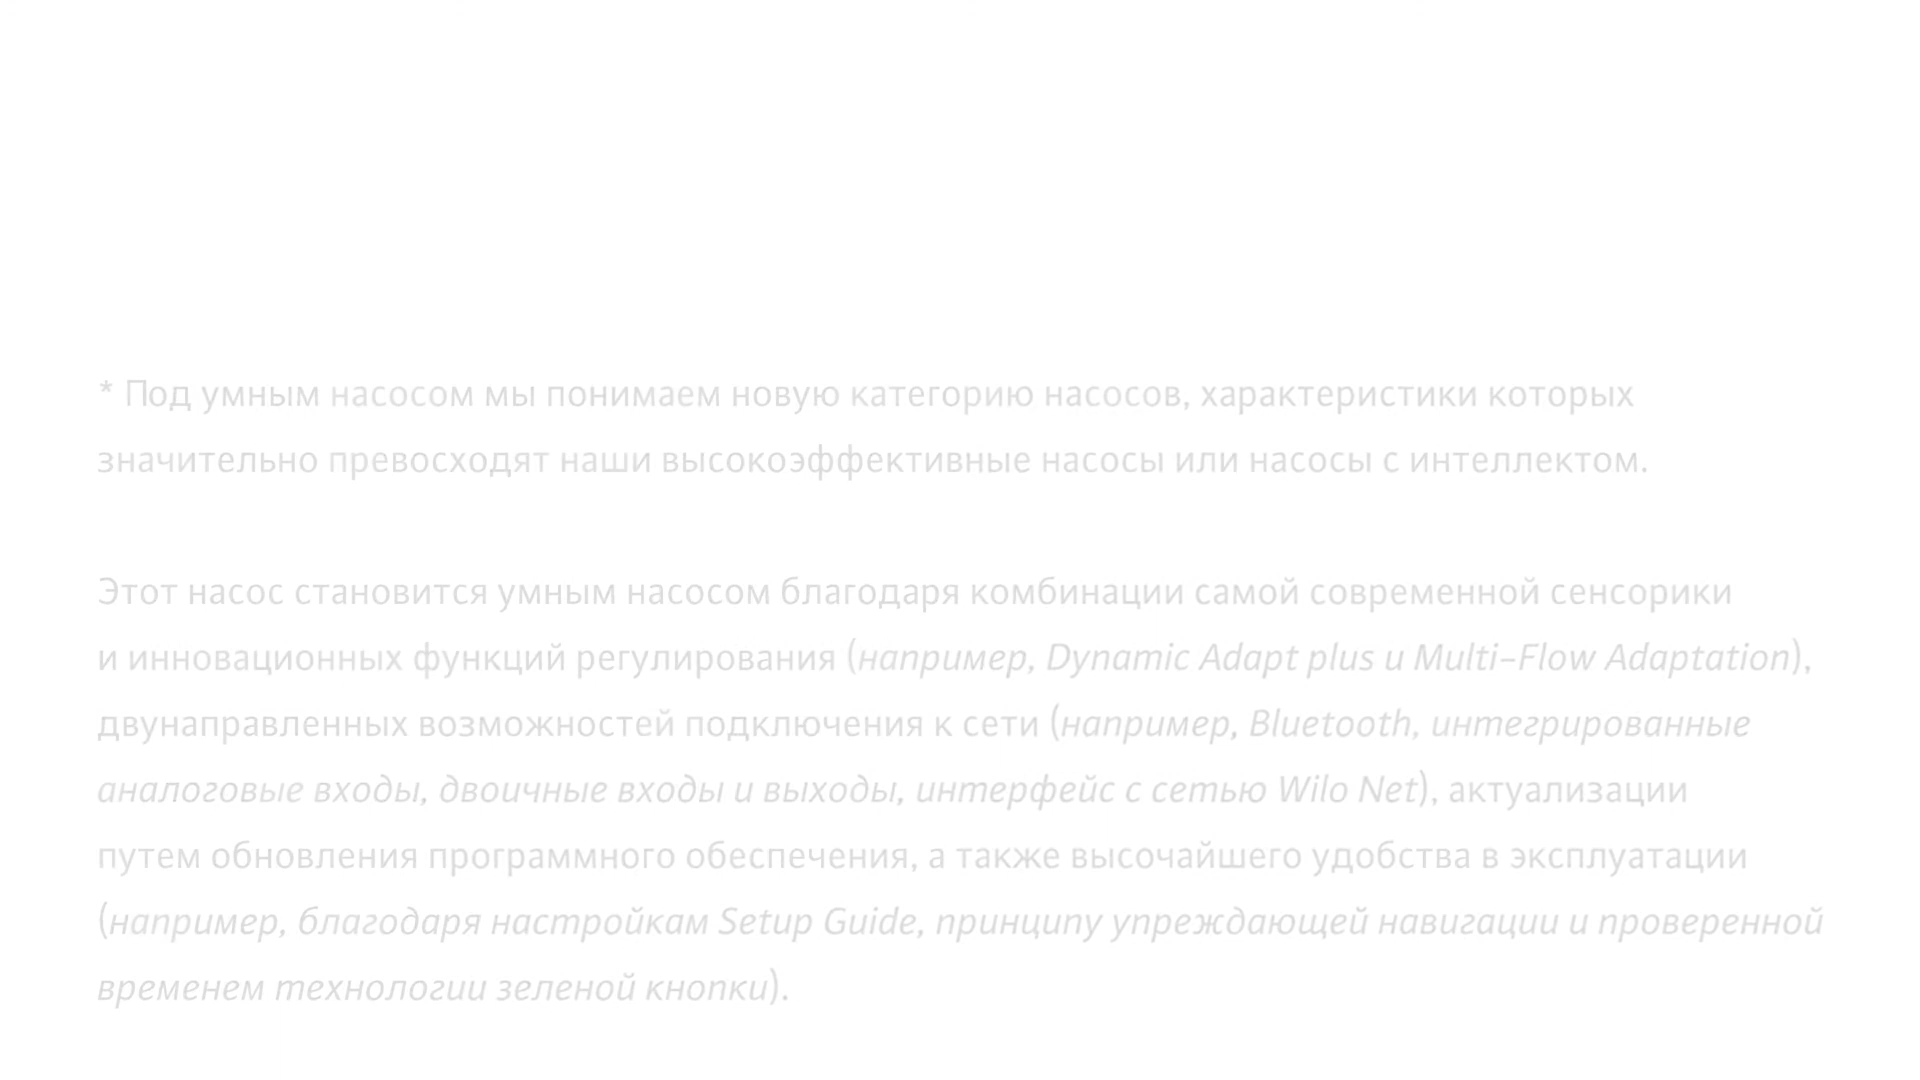 * Под умным насосом мы понимаем новую категорию насосов, характеристики которых
значительно превосходят наши высокоэффективные насосы или насосы с интеллектом.
Этот насос становится умным насосом благодаря комбинации самой современной сенсорики
и инновационных функций регулирования (например, Dynamic Adapt plus и Multi-Flow Adaptation),
двунаправленных возможностей подключения к сети (например, Bluetooth, интегрированные
аналоговые входы, двоичные входы и выходы, интерфейс с сетью Wilo Net), актуализации
путем обновления программного обеспечения, а также высочайшего удобства в эксплуатации
(например, благодаря настройкам Setup Guide, принципу упреждающей навигации и проверенной
временем технологии зеленой кнопки).